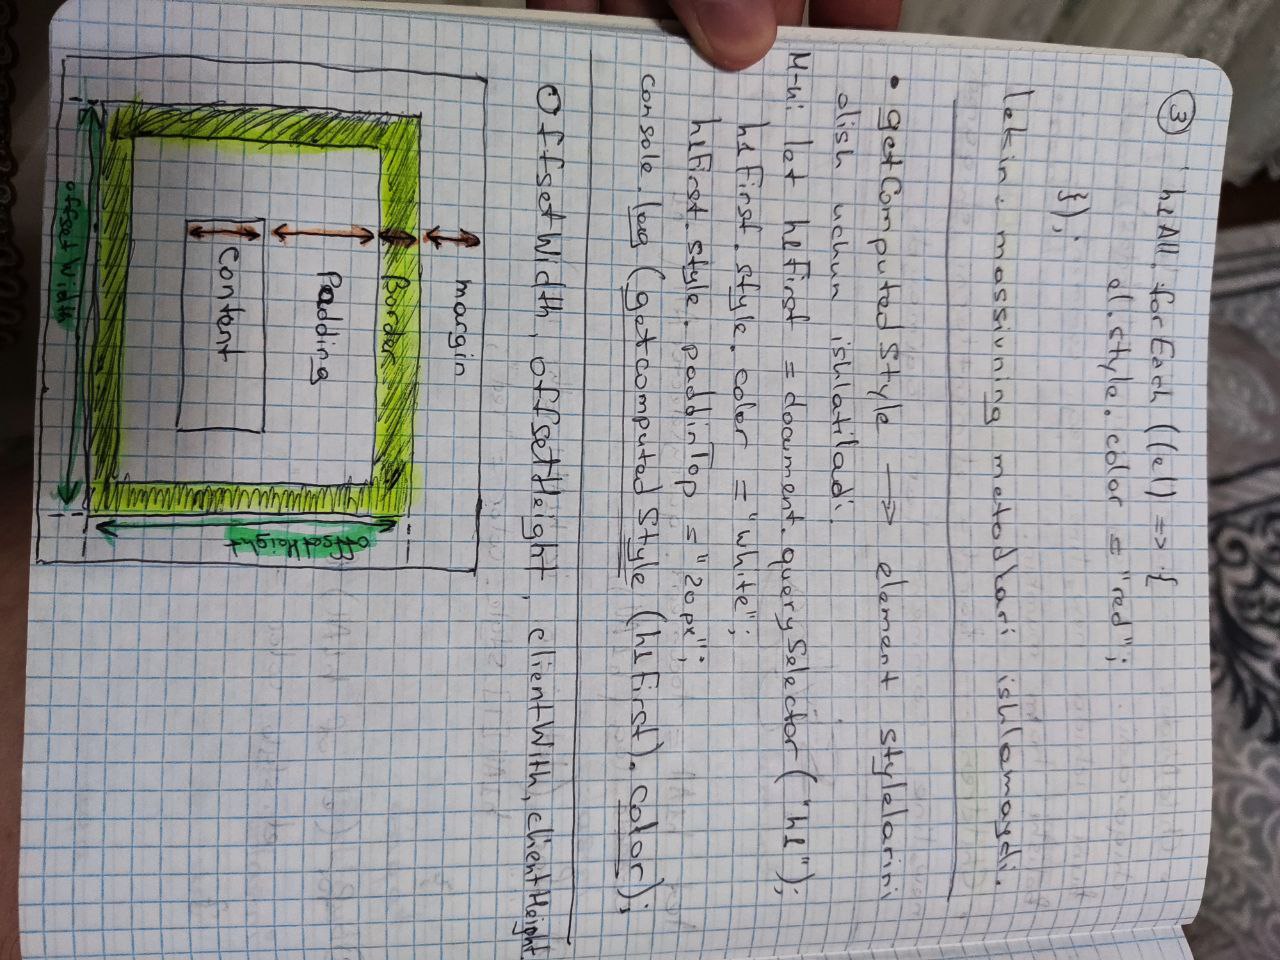 ③ h1All.forEach((el) => {
el.style.color = "red";
});
lekin: massivning metodlari ishlamaydi.
• getComputedStyle → element stylelarini
olish uchun ishlatiladi.
M-ui let h1First = document.querySelector("h1");
h1First.style.color = "white";
h1First.style.paddinTop = "20px";
console.log(getcomputedStyle(h1First).color);
OffsetWidth, offsetHeight, clientWith, clientHeight
margin
Border
Padding
Content
offsetWidth
offsetHeight